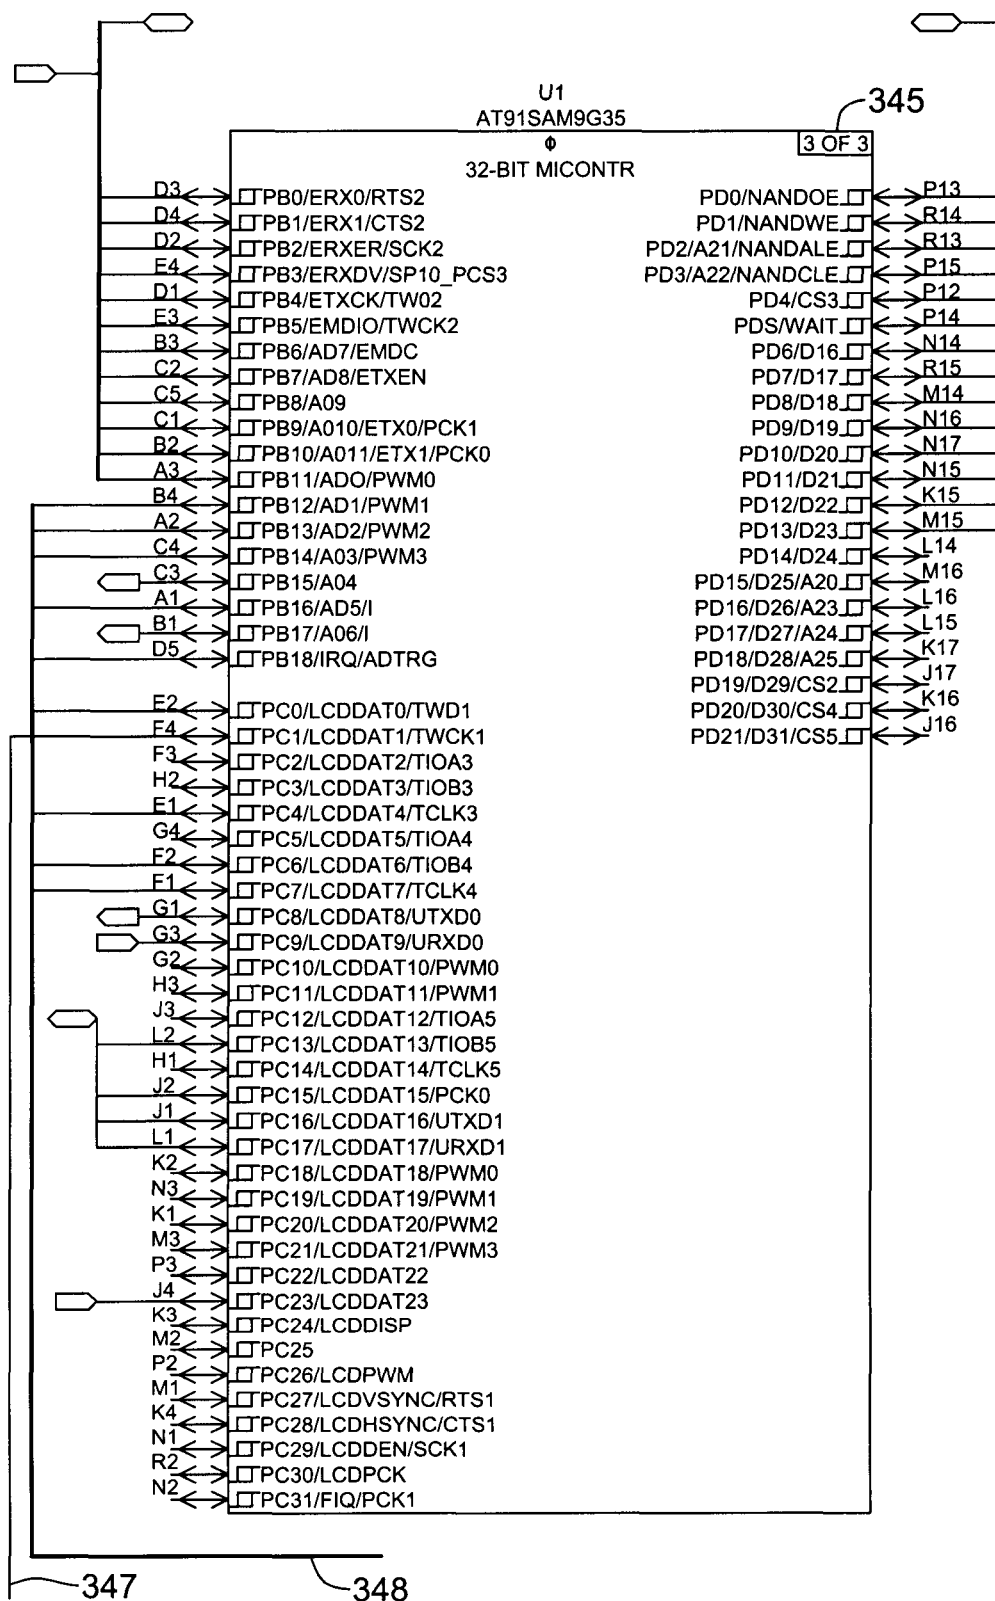 U1
AT91SAM9G35
345
Φ
3 OF 3
32-BIT MICONTR
D3 PB0/ERX0/RTS2 PD0/NANDOE P13
D4 PB1/ERX1/CTS2 PD1/NANDWE R14
D2 PB2/ERXER/SCK2 PD2/A21/NANDALE R13
E4 PB3/ERXDV/SP10_PCS3 PD3/A22/NANDCLE P15
D1 PB4/ETXCK/TW02 PD4/CS3 P12
E3 PB5/EMDIO/TWCK2 PDS/WAIT P14
B3 PB6/AD7/EMDC PD6/D16 N14
C2 PB7/AD8/ETXEN PD7/D17 R15
C5 PB8/A09 PD8/D18 M14
C1 PB9/A010/ETX0/PCK1 PD9/D19 N16
B2 PB10/A011/ETX1/PCK0 PD10/D20 N17
A3 PB11/ADO/PWM0 PD11/D21 N15
B4 PB12/AD1/PWM1 PD12/D22 K15
A2 PB13/AD2/PWM2 PD13/D23 M15
C4 PB14/A03/PWM3 PD14/D24 L14
C3 PB15/A04 PD15/D25/A20 M16
A1 PB16/AD5/I PD16/D26/A23 L16
B1 PB17/A06/I PD17/D27/A24 L15
D5 PB18/IRQ/ADTRG PD18/D28/A25 K17
PD19/D29/CS2 J17
E2 PC0/LCDDAT0/TWD1 PD20/D30/CS4 K16
F4 PC1/LCDDAT1/TWCK1 PD21/D31/CS5 J16
F3 PC2/LCDDAT2/TIOA3
H2 PC3/LCDDAT3/TIOB3
E1 PC4/LCDDAT4/TCLK3
G4 PC5/LCDDAT5/TIOA4
F2 PC6/LCDDAT6/TIOB4
F1 PC7/LCDDAT7/TCLK4
G1 PC8/LCDDAT8/UTXD0
G3 PC9/LCDDAT9/URXD0
G2 PC10/LCDDAT10/PWM0
H3 PC11/LCDDAT11/PWM1
J3 PC12/LCDDAT12/TIOA5
L2 PC13/LCDDAT13/TIOB5
H1 PC14/LCDDAT14/TCLK5
J2 PC15/LCDDAT15/PCK0
J1 PC16/LCDDAT16/UTXD1
L1 PC17/LCDDAT17/URXD1
K2 PC18/LCDDAT18/PWM0
N3 PC19/LCDDAT19/PWM1
K1 PC20/LCDDAT20/PWM2
M3 PC21/LCDDAT21/PWM3
P3 PC22/LCDDAT22
J4 PC23/LCDDAT23
K3 PC24/LCDDISP
M2 PC25
P2 PC26/LCDPWM
M1 PC27/LCDVSYNC/RTS1
K4 PC28/LCDHSYNC/CTS1
N1 PC29/LCDDEN/SCK1
R2 PC30/LCDPCK
N2 PC31/FIQ/PCK1
347
348